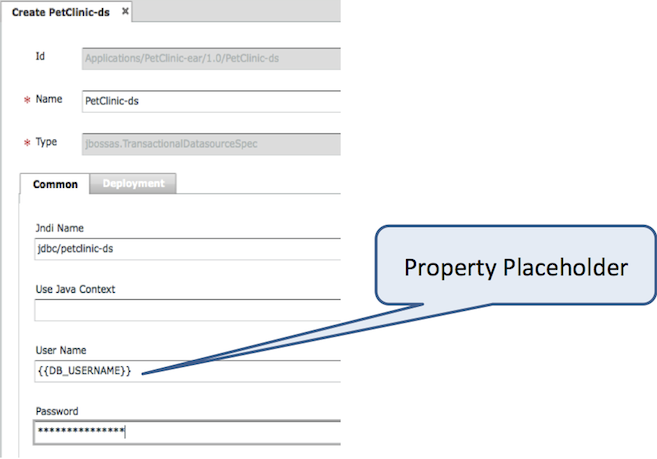 Create PetClinic-ds x
Id
Applications/PetClinic-ear/1.0/PetClinic-ds
* Name
PetClinic-ds
* Type
jbossas.TransactionalDatasourceSpec
Common Deployment
Jndi Name
jdbc/petclinic-ds
Use Java Context
User Name
{{DB_USERNAME}}
Password
***************
Property Placeholder